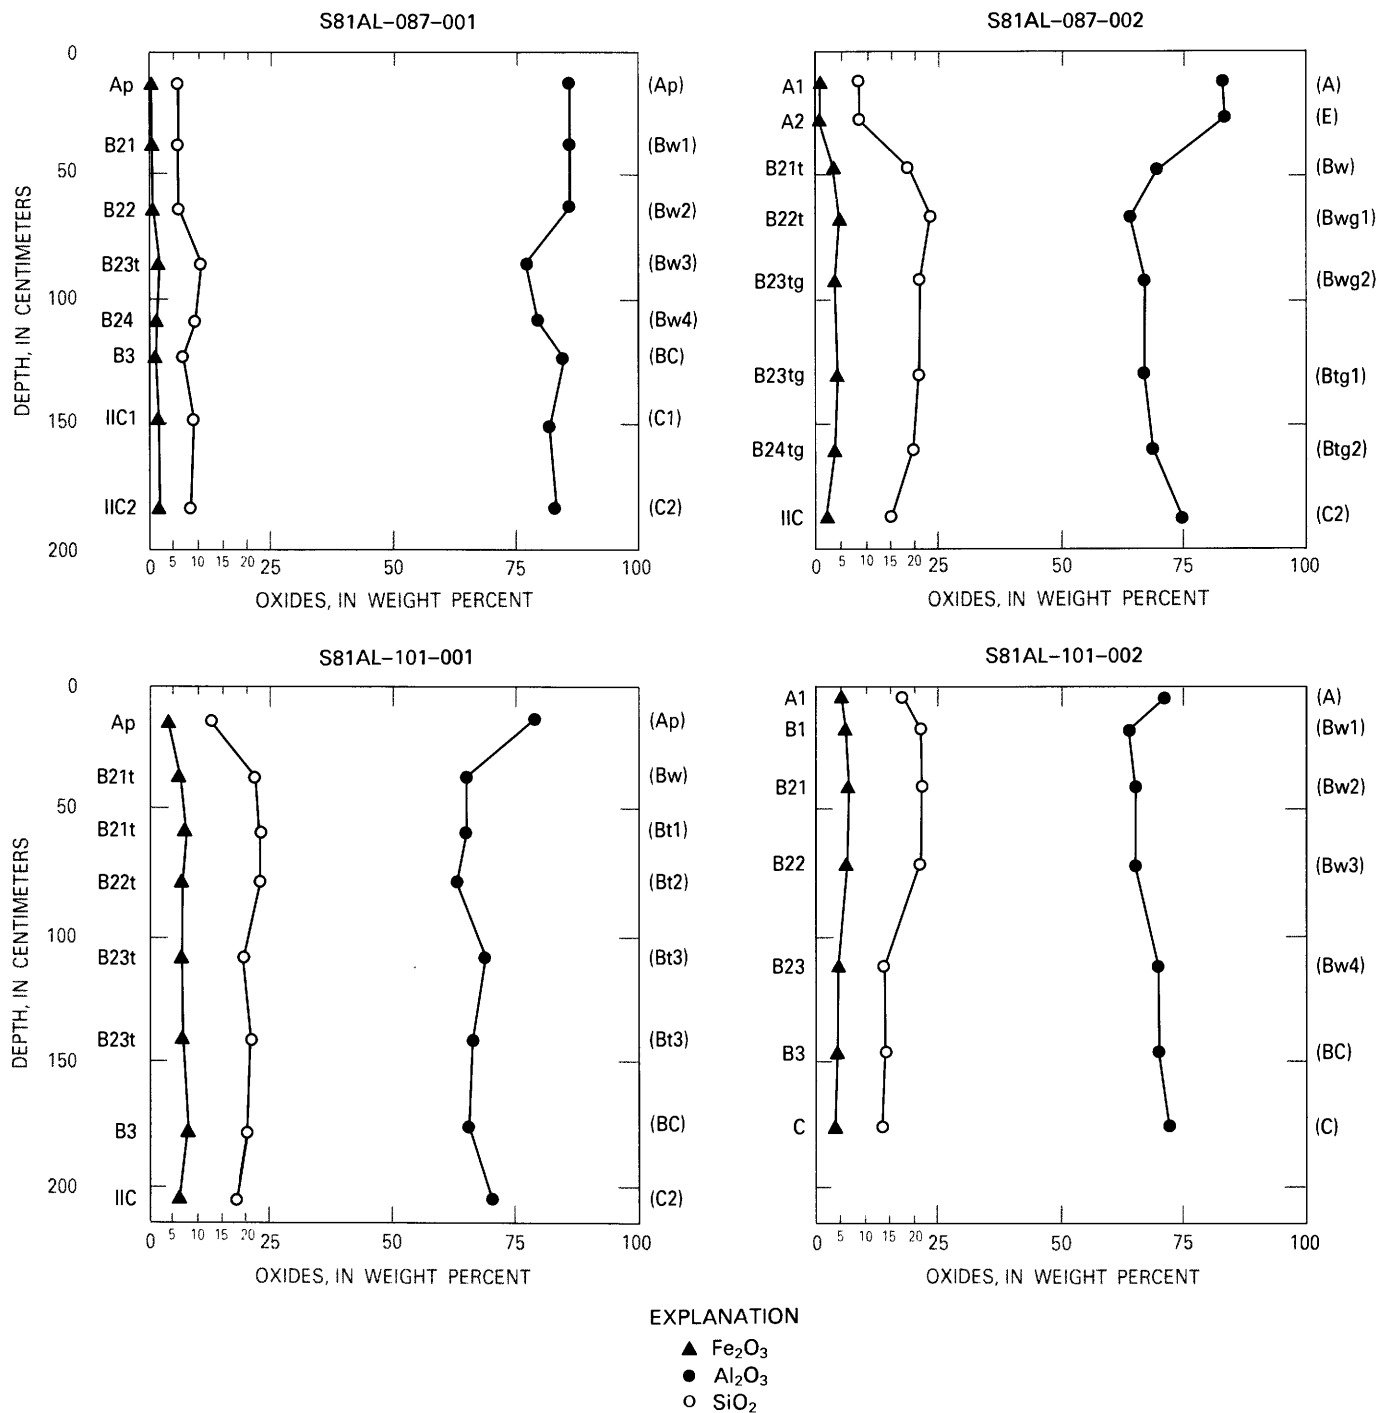 S81AL–087–001
S81AL–087–002
DEPTH, IN CENTIMETERS
0
50
100
150
200
Ap
B21
B22
B23t
B24
B3
IIC1
IIC2
(Ap)
(Bw1)
(Bw2)
(Bw3)
(Bw4)
(BC)
(C1)
(C2)
0 5 10 15 20 25 50 75 100
OXIDES, IN WEIGHT PERCENT
A1
A2
B21t
B22t
B23tg
B23tg
B24tg
IIC
(A)
(E)
(Bw)
(Bwg1)
(Bwg2)
(Btg1)
(Btg2)
(C2)
0 5 10 15 20 25 50 75 100
OXIDES, IN WEIGHT PERCENT
S81AL–101–001
S81AL–101–002
DEPTH, IN CENTIMETERS
0
50
100
150
200
Ap
B21t
B21t
B22t
B23t
B23t
B3
IIC
(Ap)
(Bw)
(Bt1)
(Bt2)
(Bt3)
(Bt3)
(BC)
(C2)
0 5 10 15 20 25 50 75 100
OXIDES, IN WEIGHT PERCENT
A1
B1
B21
B22
B23
B3
C
(A)
(Bw1)
(Bw2)
(Bw3)
(Bw4)
(BC)
(C)
0 5 10 15 20 25 50 75 100
OXIDES, IN WEIGHT PERCENT
EXPLANATION
▲ Fe₂O₃
● Al₂O₃
○ SiO₂